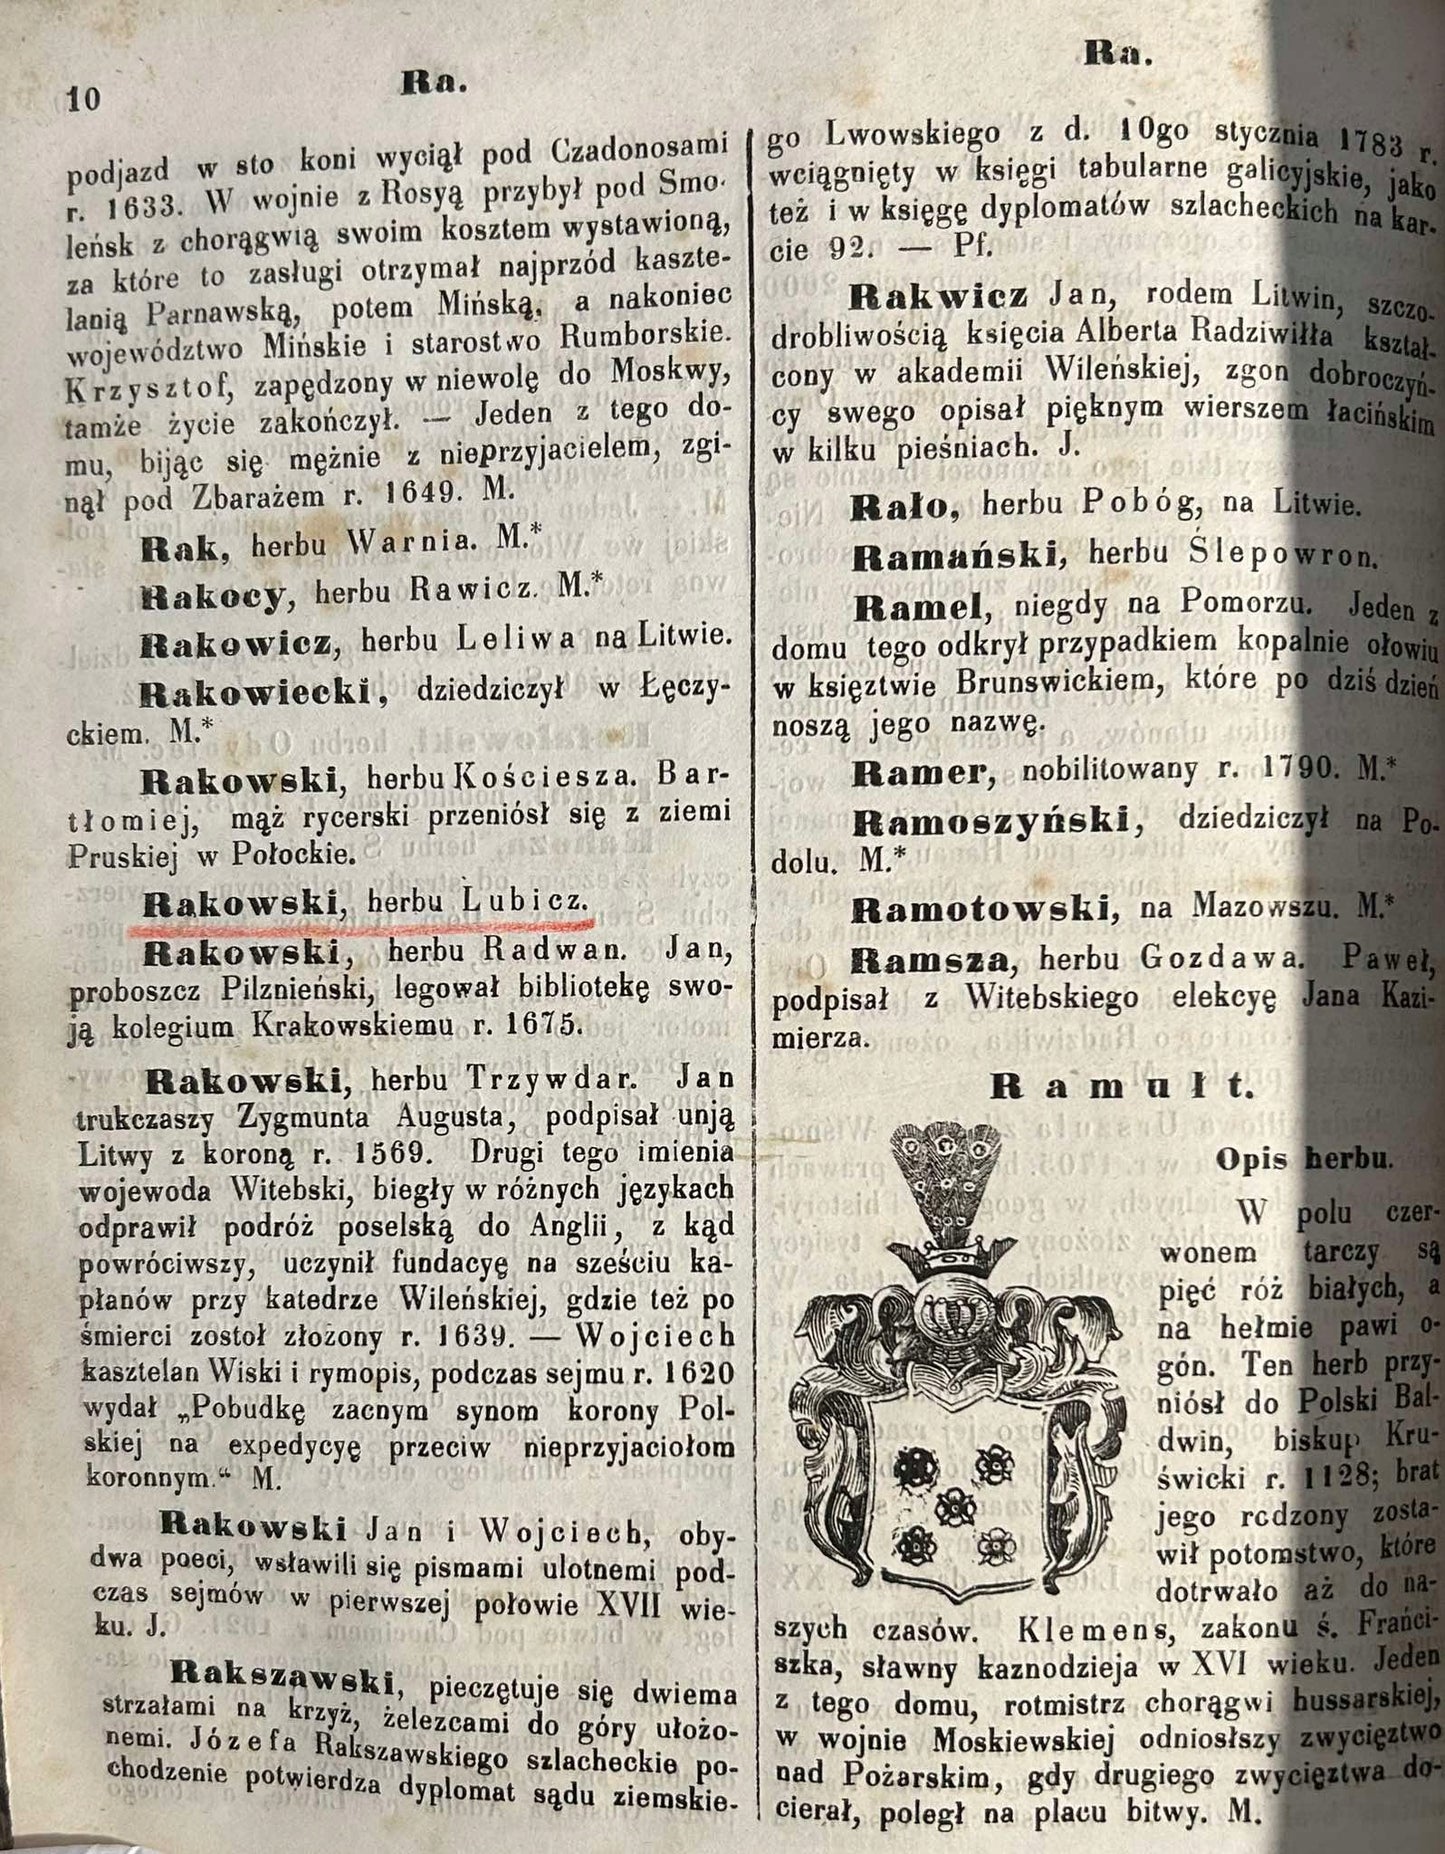 10
Ra.
podjazd w sto koni wyciął pod Czadonosami
r. 1633. W wojnie z Rosyą przybył pod Smo-
leńsk z chorągwią swoim kosztem wystawioną,
za które to zasługi otrzymał najprzód kaszte-
lanią Parnawską, potem Mińską, a nakoniec
województwo Mińskie i starostwo Rumborskie.
Krzysztof, zapędzony w niewolę do Moskwy,
tamże życie zakończył. — Jeden z tego do-
mu, bijąc się mężnie z nieprzyjacielem, zgi-
nął pod Zbarażem r. 1649. M.
Rak, herbu Warnia. M.*
Rakocy, herbu Rawicz. M.*
Rakowicz, herbu Leliwa na Litwie.
Rakowiecki, dziedziczył w Łęczy-
ckiem. M.*
Rakowski, herbu Kościesza. Bar-
tłomiej, mąż rycerski przeniósł się z ziemi
Pruskiej w Połockie.
Rakowski, herbu Lubicz.
Rakowski, herbu Radwan. Jan,
proboszcz Pilznieński, legował bibliotekę swo-
ją kolegium Krakowskiemu r. 1675.
Rakowski, herbu Trzywdar. Jan
trukczaszy Zygmunta Augusta, podpisał unją
Litwy z koroną r. 1569. Drugi tego imienia
wojewoda Witebski, biegły w różnych językach
odprawił podróż poselską do Anglii, z kąd
powróciwszy, uczynił fundacyę na sześciu ka-
płanów przy katedrze Wileńskiej, gdzie też po
śmierci zostoł złożony r. 1639. — Wojciech
kasztelan Wiski i rymopis, podczas sejmu r. 1620
wydał „Pobudkę zacnym synom korony Pol-
skiej na expedycyę przeciw nieprzyjaciołom
koronnym.“ M.
Rakowski Jan i Wojciech, oby-
dwa poeci, wsławili się pismami ulotnemi pod-
czas sejmów w pierwszej połowie XVII wie-
ku. J.
Rakszawski, pieczętuje się dwiema
strzałami na krzyż, żelezcami do góry ułożo-
nemi. Józefa Rakszawskiego szlacheckie po-
chodzenie potwierdza dyplomat sądu ziemskie-
Ra.
go Lwowskiego z d. 10go stycznia 1783 r.
wciągnięty w księgi tabularne galicyjskie, jako
też i w księgę dyplomatów szlacheckich na kar-
cie 92. — Pf.
Rakwicz Jan, rodem Litwin, szczo-
drobliwością księcia Alberta Radziwiłła kształ-
cony w akademii Wileńskiej, zgon dobroczyń-
cy swego opisał pięknym wierszem łacińskim
w kilku pieśniach. J.
Rało, herbu Pobóg, na Litwie.
Ramański, herbu Ślepowron.
Ramel, niegdy na Pomorzu. Jeden z
domu tego odkrył przypadkiem kopalnie ołowiu
w księztwie Brunswickiem, które po dziś dzień
noszą jego nazwę.
Ramer, nobilitowany r. 1790. M.*
Ramoszyński, dziedziczył na Po-
dolu. M.*
Ramotowski, na Mazowszu. M.*
Ramsza, herbu Gozdawa. Paweł,
podpisał z Witebskiego elekcyę Jana Kazi-
mierza.
Ramułt.
Opis herbu.
W polu czer-
wonem tarczy są
pięć róż białych, a
na hełmie pawi o-
gón. Ten herb przy-
niósł do Polski Bal-
dwin, biskup Kru-
świcki r. 1128; brat
jego rodzony zosta-
wił potomstwo, które
dotrwało aż do na-
szych czasów. Klemens, zakonu ś. Franci-
szka, sławny kaznodzieja w XVI wieku. Jeden
z tego domu, rotmistrz chorągwi hussarskiej,
w wojnie Moskiewskiej odniosłszy zwycięztwo
nad Pożarskim, gdy drugiego zwycięztwa do-
cierał, poległ na placu bitwy. M.